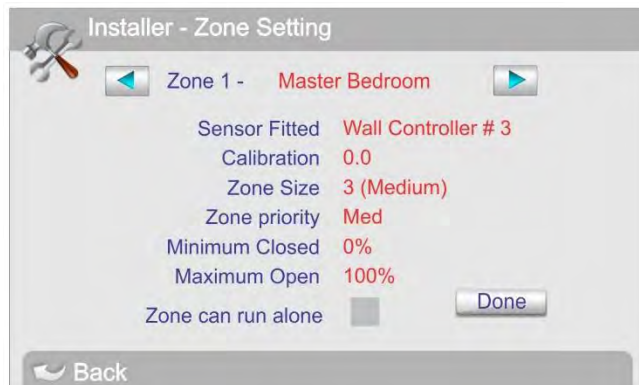 Installer - Zone Setting
Zone 1 - Master Bedroom
Sensor Fitted Wall Controller # 3
Calibration 0.0
Zone Size 3 (Medium)
Zone priority Med
Minimum Closed 0%
Maximum Open 100%
Zone can run alone
Done
Back